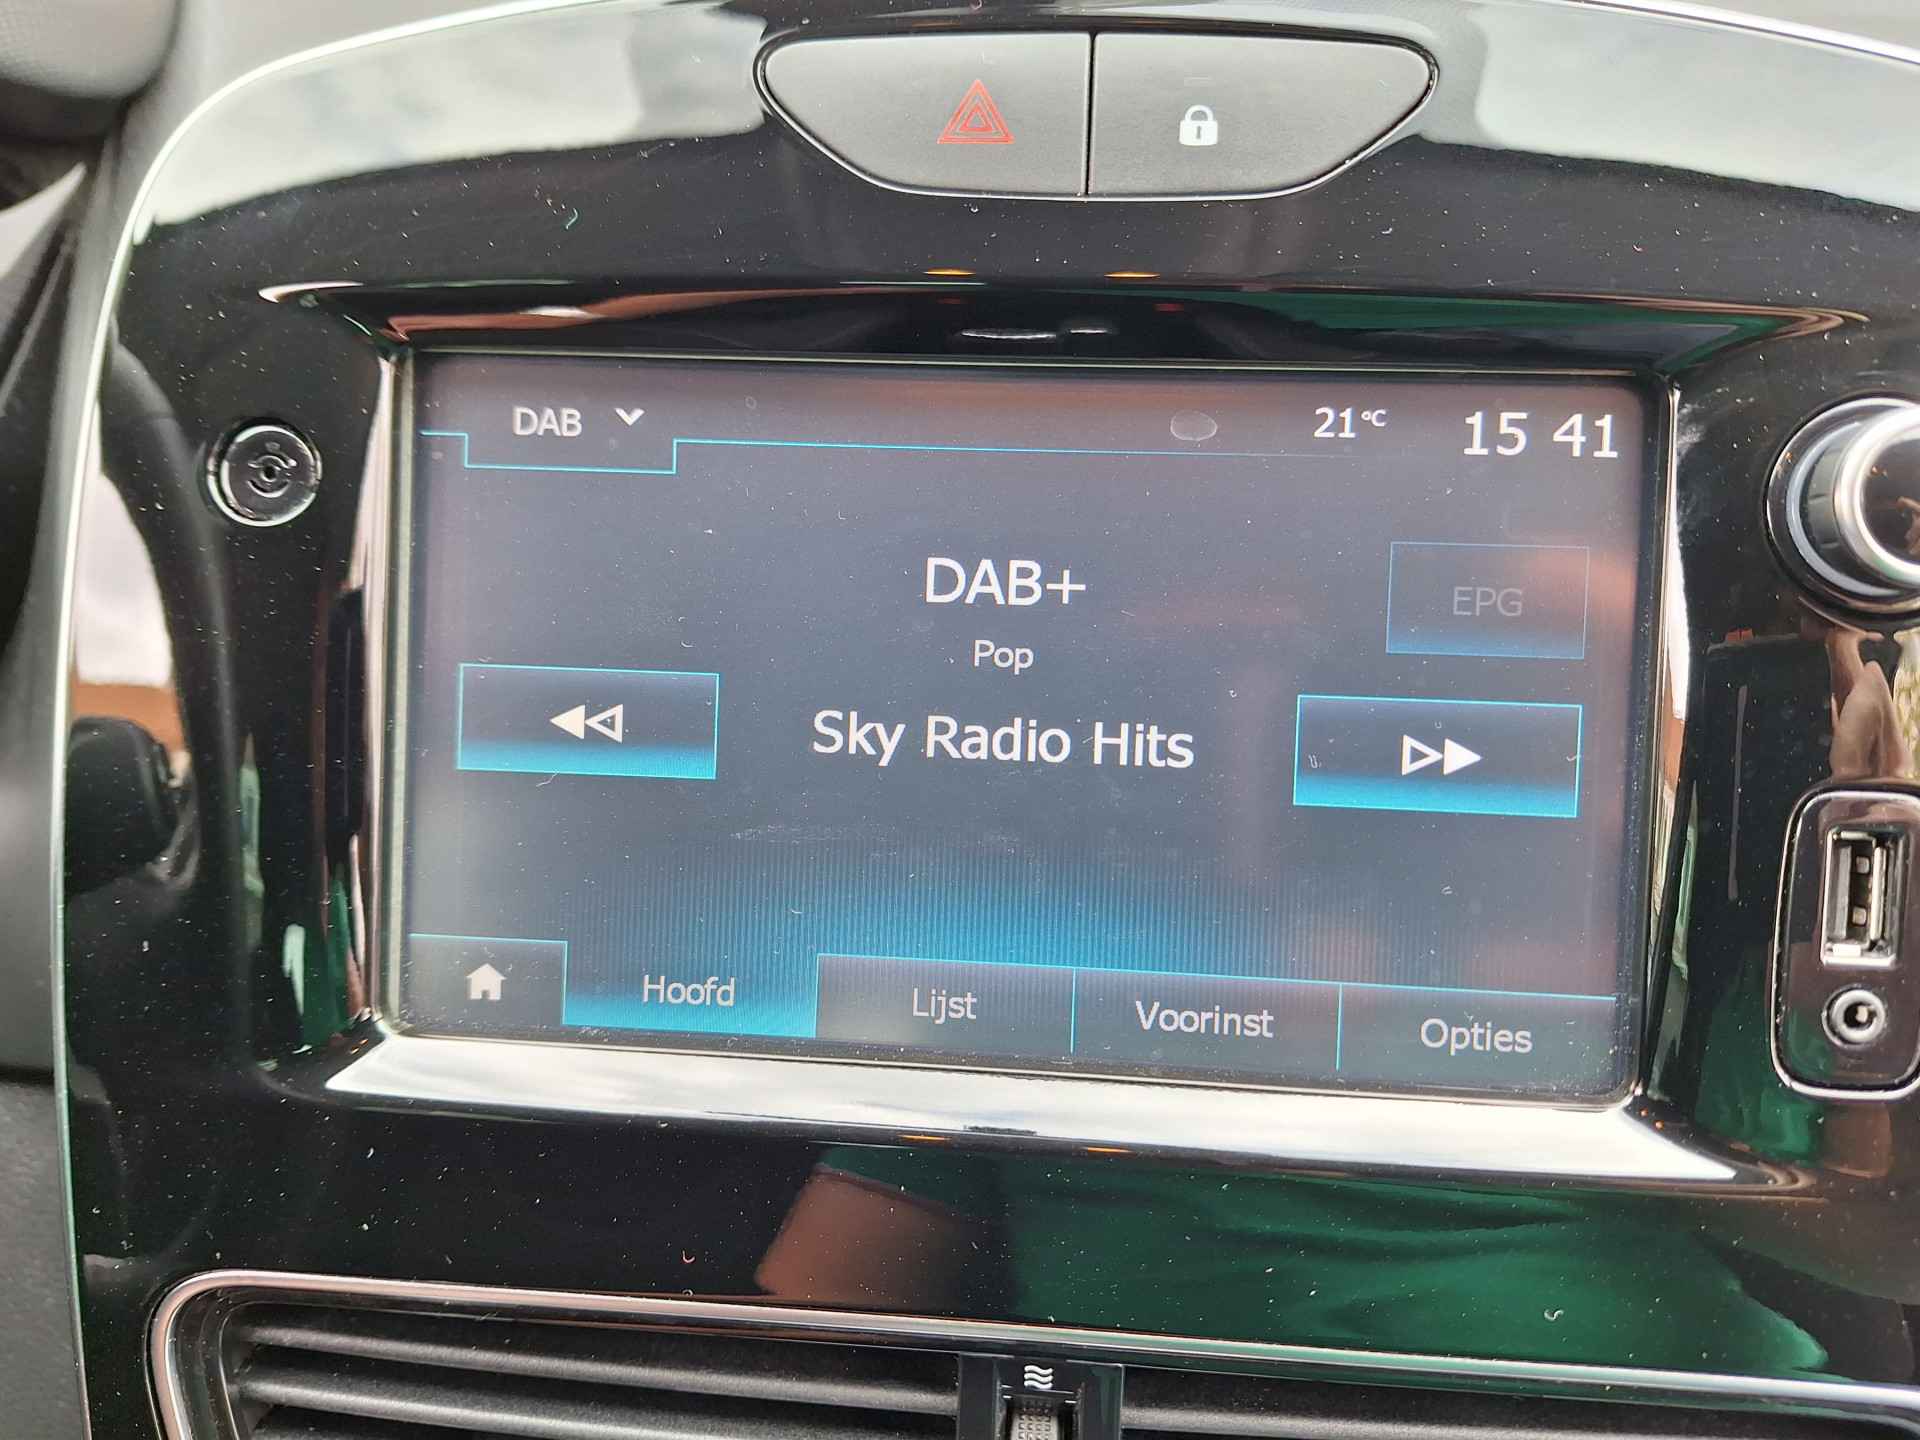 DAB
21°C
15 41
DAB+
EPG
Pop
Sky Radio Hits
Hoofd
Lijst
Voorinst
Opties